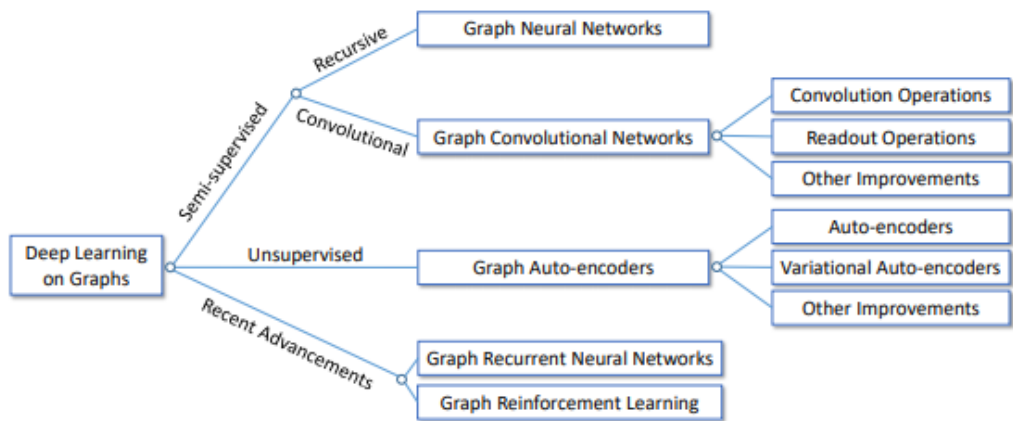 Deep Learning
on Graphs
Semi-supervised
Recursive
Graph Neural Networks
Convolutional
Graph Convolutional Networks
Convolution Operations
Readout Operations
Other Improvements
Unsupervised
Graph Auto-encoders
Auto-encoders
Variational Auto-encoders
Other Improvements
Recent Advancements
Graph Recurrent Neural Networks
Graph Reinforcement Learning